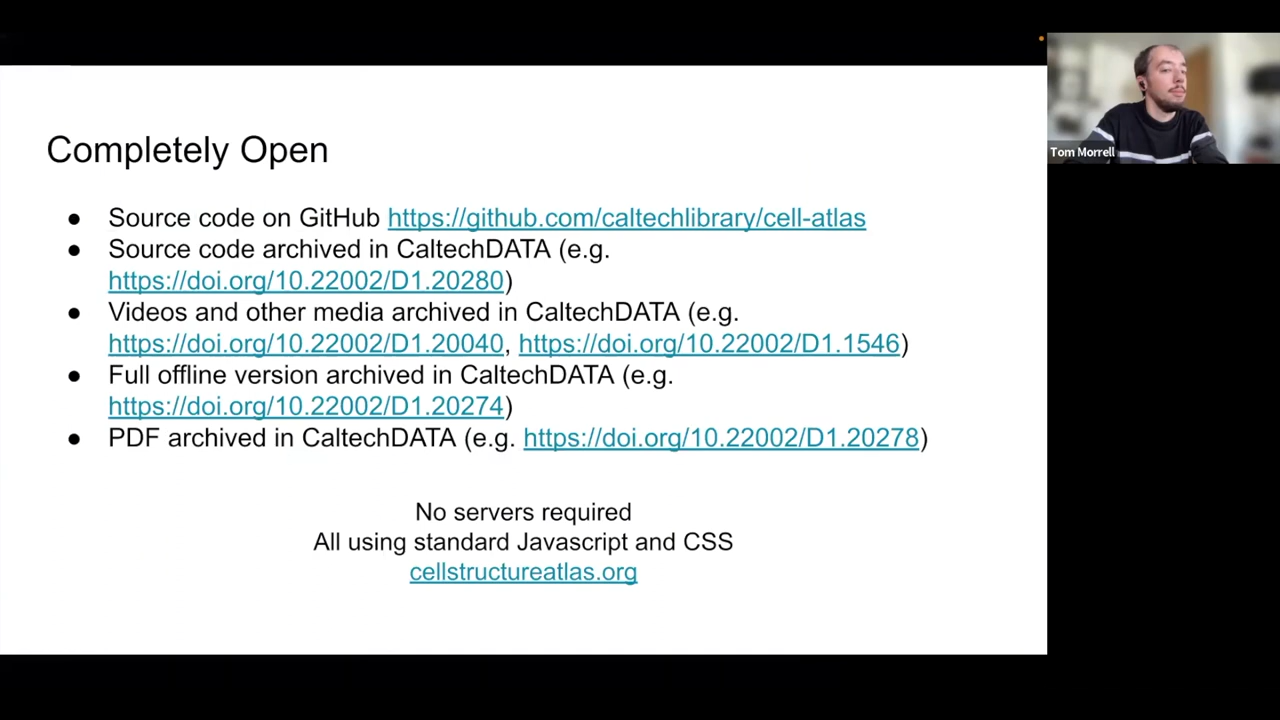 Completely Open
● Source code on GitHub https://github.com/caltechlibrary/cell-atlas
● Source code archived in CaltechDATA (e.g.
https://doi.org/10.22002/D1.20280)
● Videos and other media archived in CaltechDATA (e.g.
https://doi.org/10.22002/D1.20040, https://doi.org/10.22002/D1.1546)
● Full offline version archived in CaltechDATA (e.g.
https://doi.org/10.22002/D1.20274)
● PDF archived in CaltechDATA (e.g. https://doi.org/10.22002/D1.20278)
No servers required
All using standard Javascript and CSS
cellstructureatlas.org
Tom Morrell